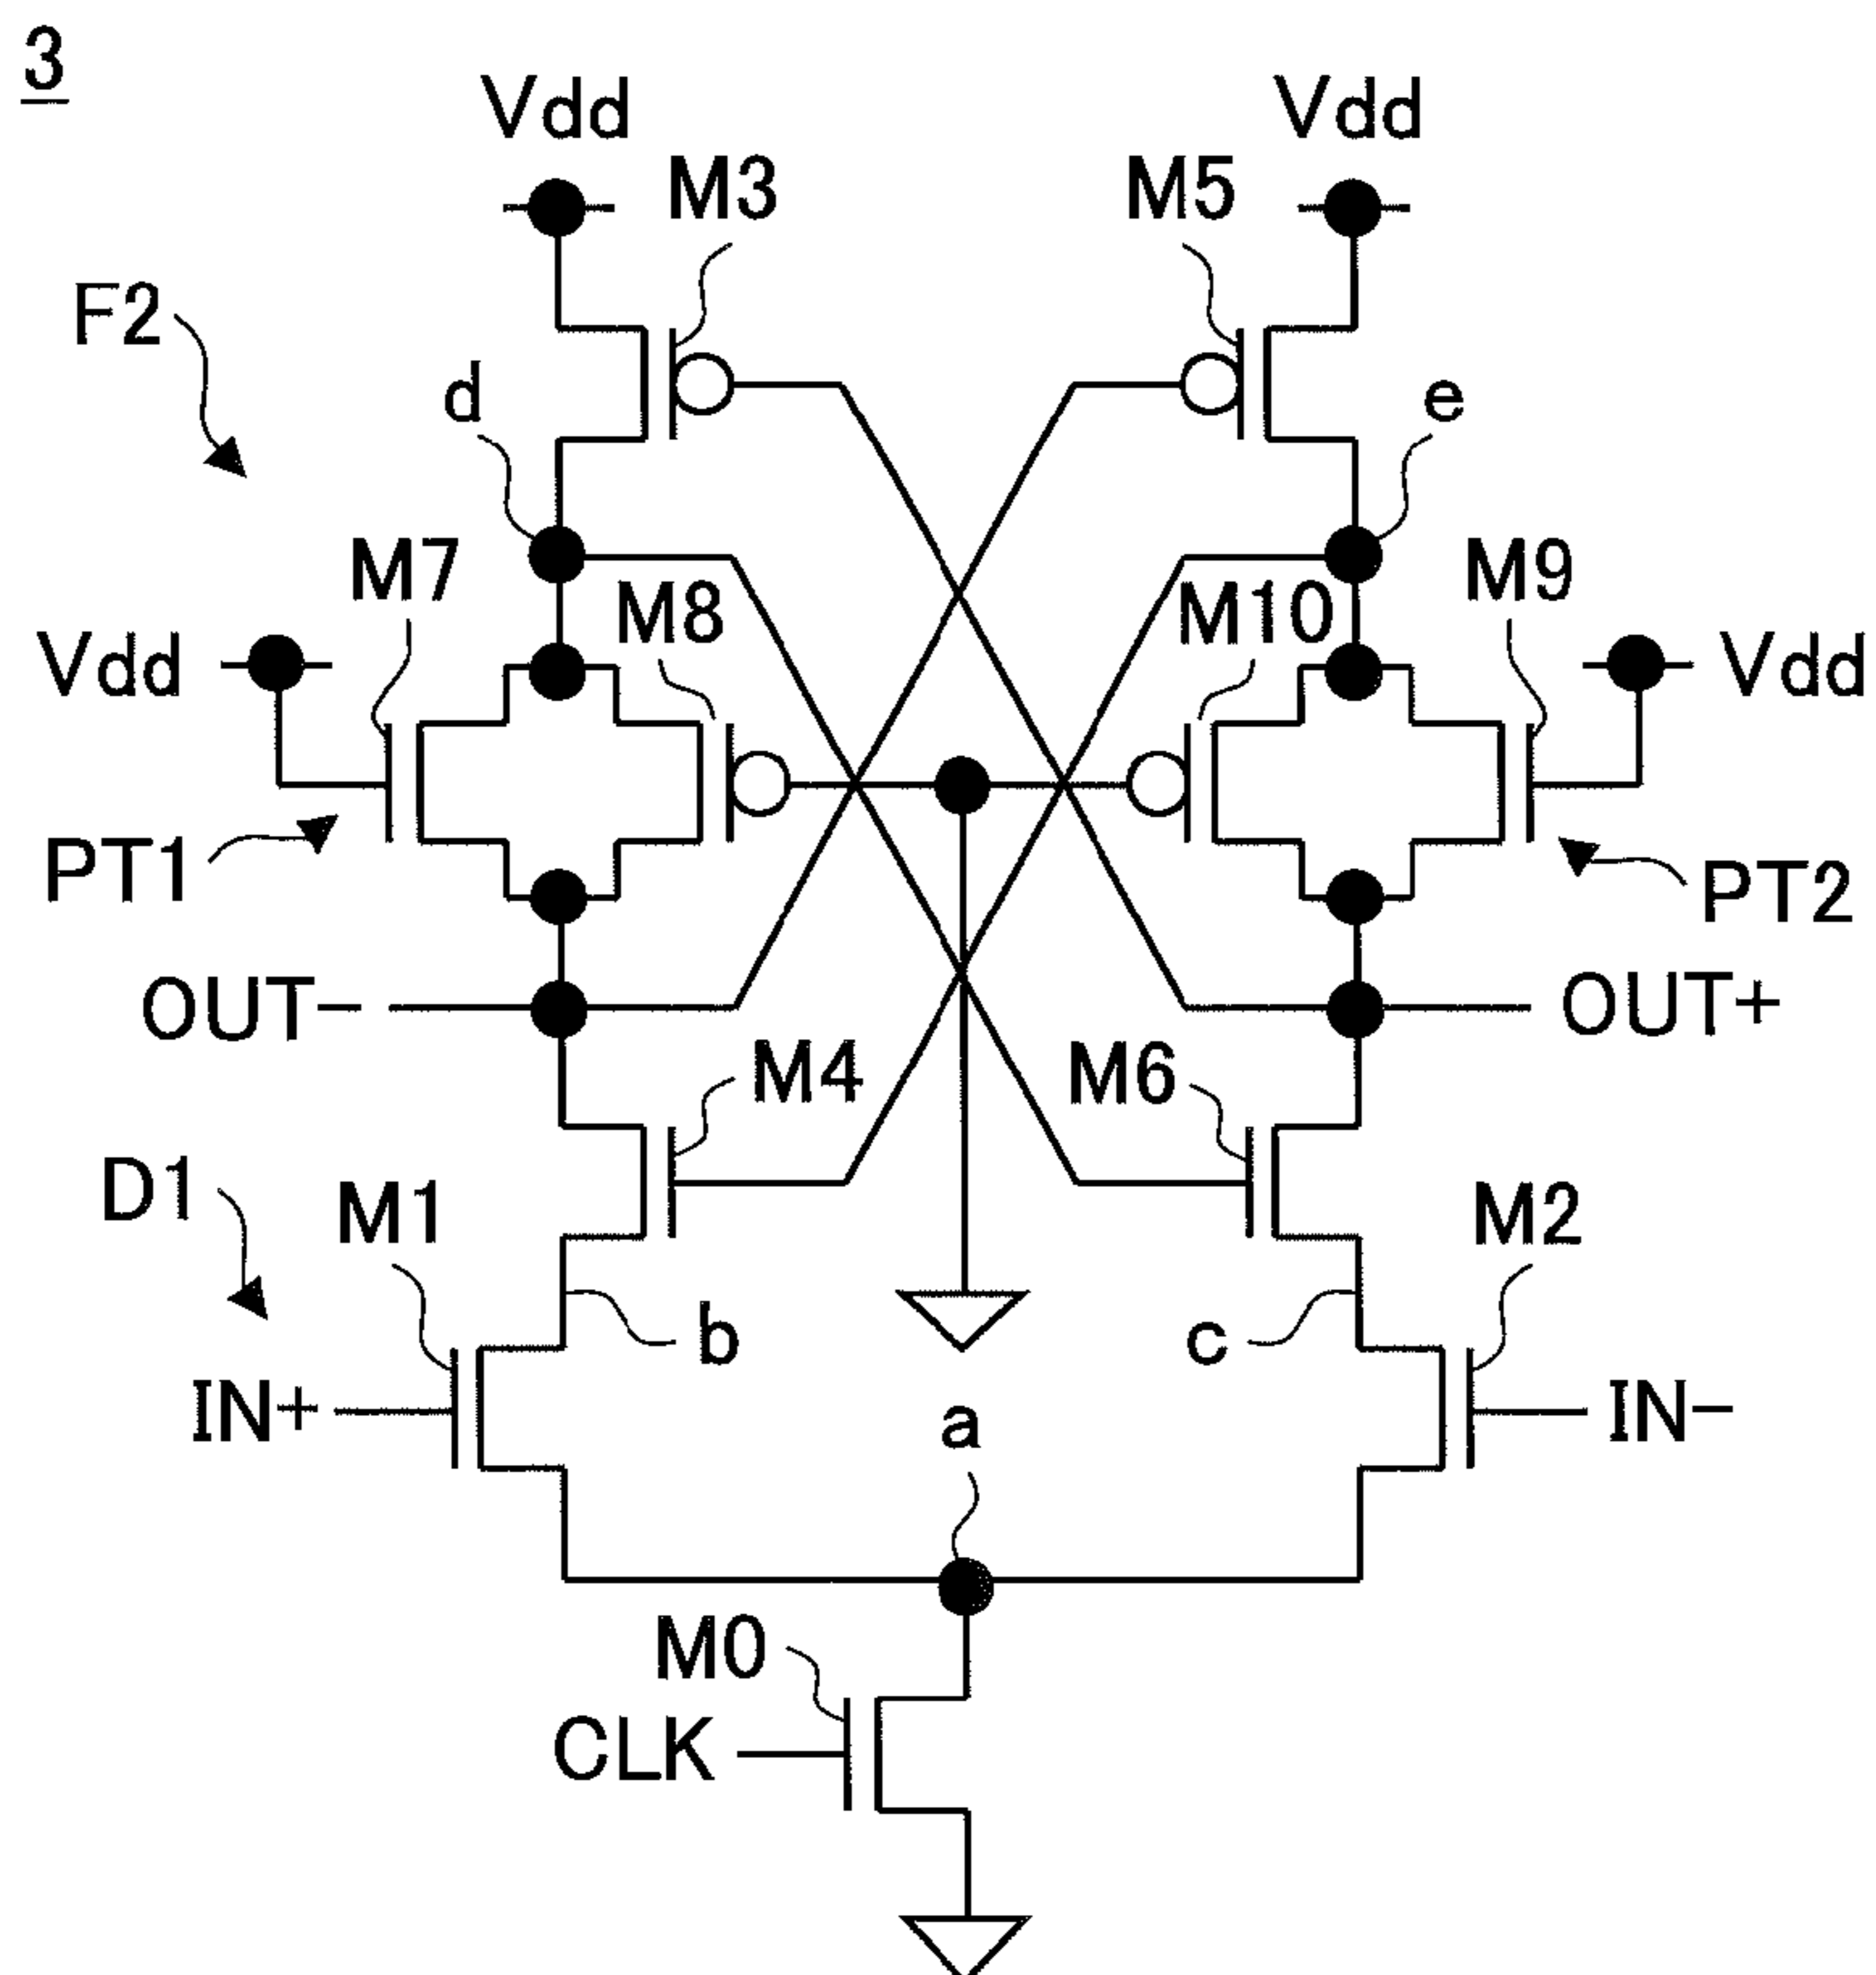 3
Vdd Vdd
M3 M5
F2
d e
M7 M8 M10 M9
Vdd Vdd
PT1 PT2
OUT− OUT+
M4 M6
D1 M1 M2
b c
IN+ a IN−
M0
CLK